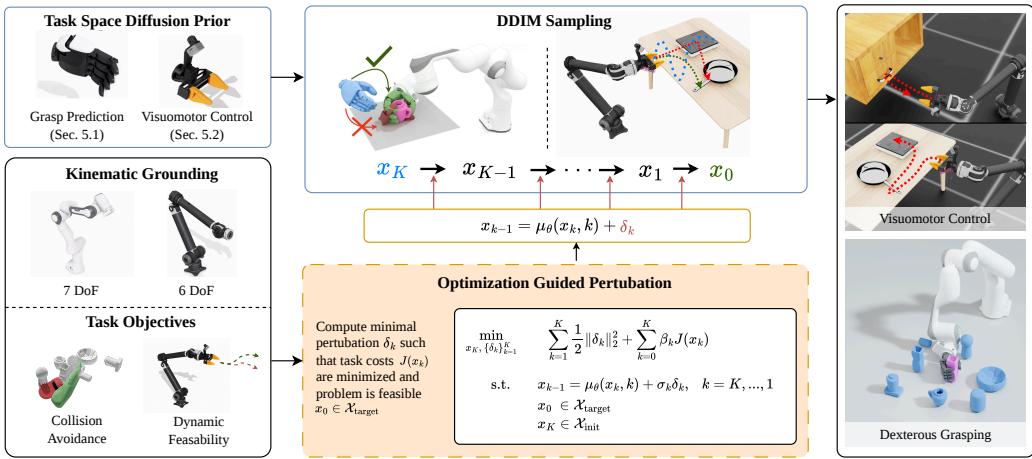 Task Space Diffusion Prior
Grasp Prediction
(Sec. 5.1)
Visuomotor Control
(Sec. 5.2)
Kinematic Grounding
7 DoF
6 DoF
Task Objectives
Collision
Avoidance
Dynamic
Feasability
DDIM Sampling
x_K → x_{K−1} → · · · → x_1 → x_0
x_{k−1} = μ_θ(x_k, k) + δ_k
Optimization Guided Pertubation
Compute minimal
pertubation δ_k such
that task costs J(x_k)
are minimized and
problem is feasible
x_0 ∈ 𝒳_target
min_{x_K, {δ_k}_{k=1}^K} ∑_{k=1}^K 1/2 ‖δ_k‖_2^2 + ∑_{k=0}^K β_k J(x_k)
s.t. x_{k−1} = μ_θ(x_k, k) + σ_k δ_k, k = K, ..., 1
x_0 ∈ 𝒳_target
x_K ∈ 𝒳_init
Visuomotor Control
Dexterous Grasping